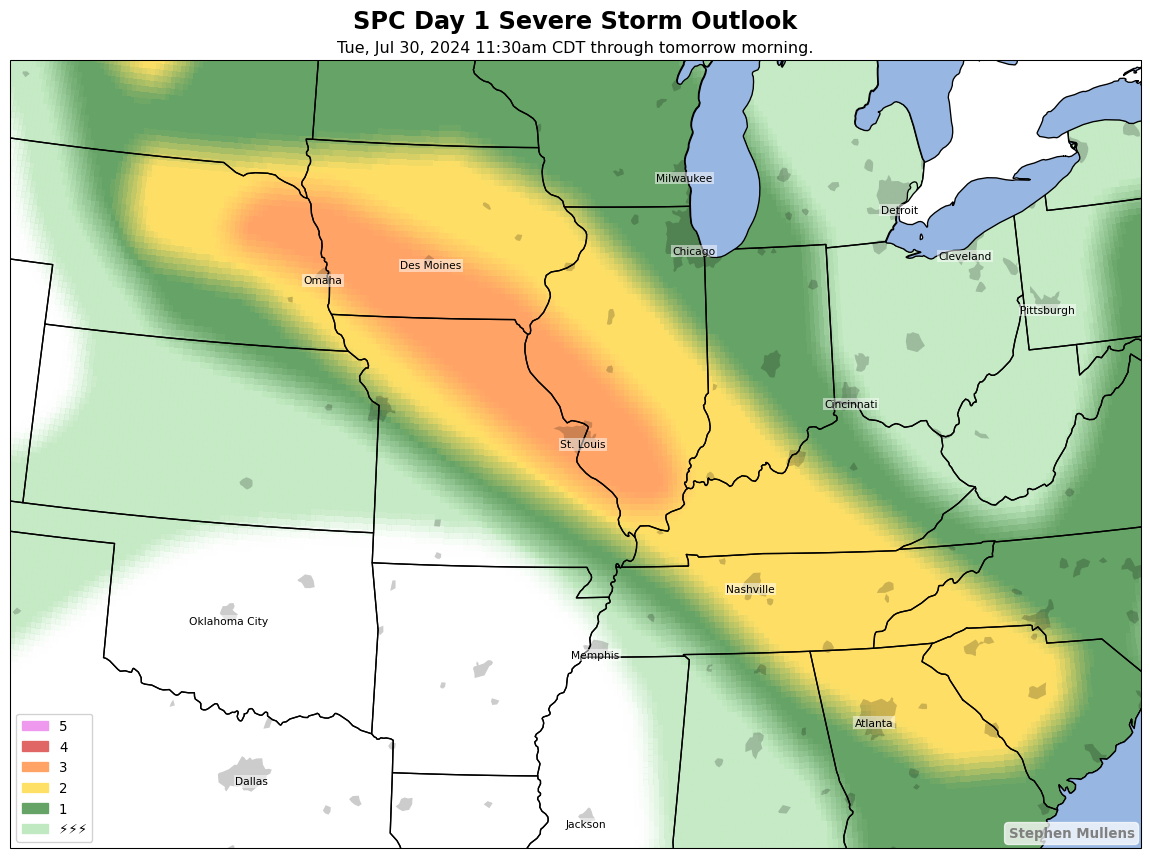 SPC Day 1 Severe Storm Outlook
Tue, Jul 30, 2024 11:30am CDT through tomorrow morning.
Milwaukee
Detroit
Chicago
Cleveland
Des Moines
Omaha
Pittsburgh
Cincinnati
St. Louis
Nashville
Oklahoma City
Memphis
Atlanta
Dallas
Jackson
5
4
3
2
1
⚡⚡⚡
Stephen Mullens